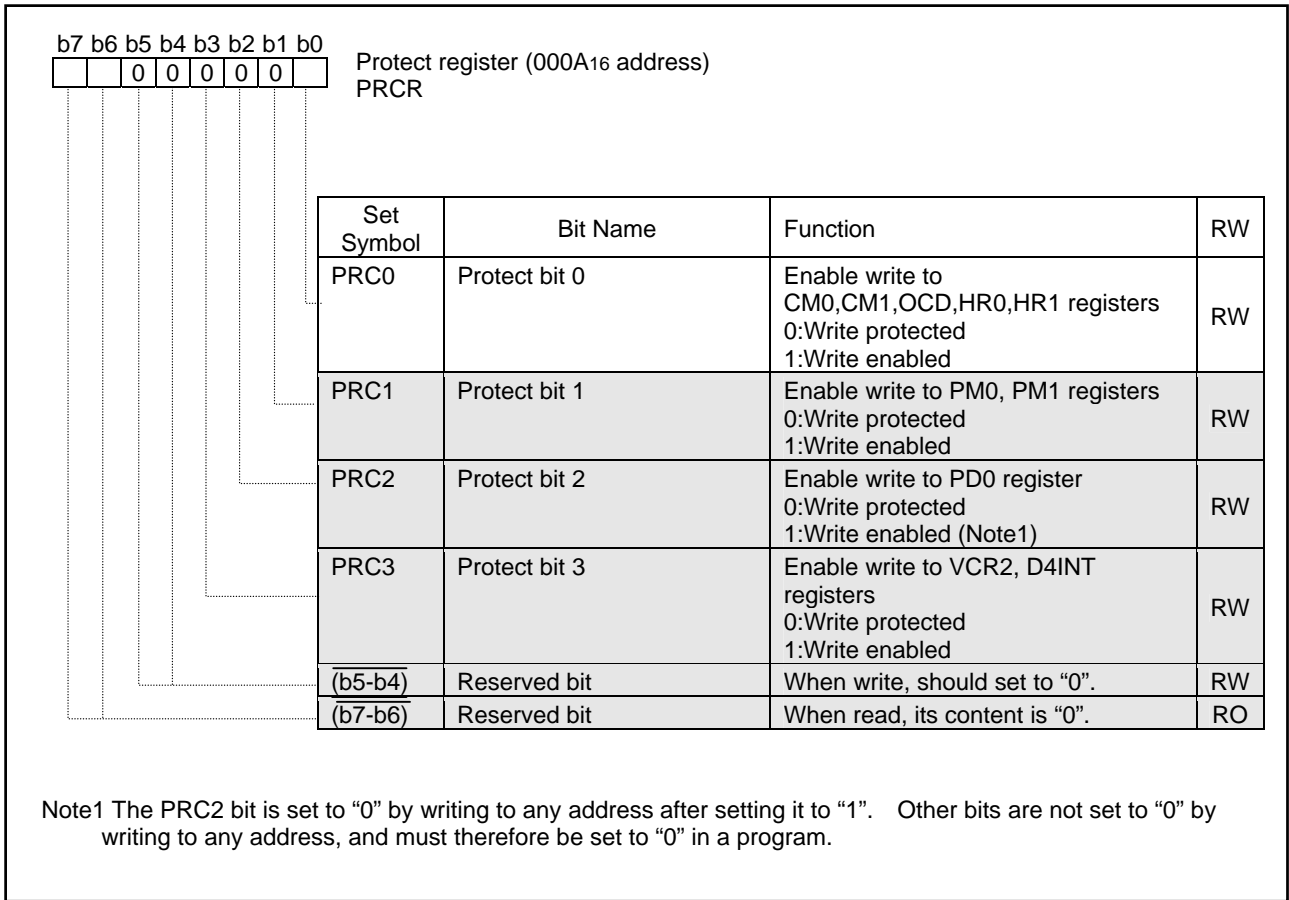 b7 b6 b5 b4 b3 b2 b1 b0
0 0 0 0 0
Protect register (000A16 address)
PRCR
Set Symbol Bit Name Function RW
PRC0 Protect bit 0 Enable write to
CM0,CM1,OCD,HR0,HR1 registers
0:Write protected
1:Write enabled
RW
PRC1 Protect bit 1 Enable write to PM0, PM1 registers
0:Write protected
1:Write enabled
RW
PRC2 Protect bit 2 Enable write to PD0 register
0:Write protected
1:Write enabled (Note1)
RW
PRC3 Protect bit 3 Enable write to VCR2, D4INT
registers
0:Write protected
1:Write enabled
RW
(b5-b4) Reserved bit When write, should set to “0”. RW
(b7-b6) Reserved bit When read, its content is “0”. RO
Note1 The PRC2 bit is set to “0” by writing to any address after setting it to “1”. Other bits are not set to “0” by
writing to any address, and must therefore be set to “0” in a program.